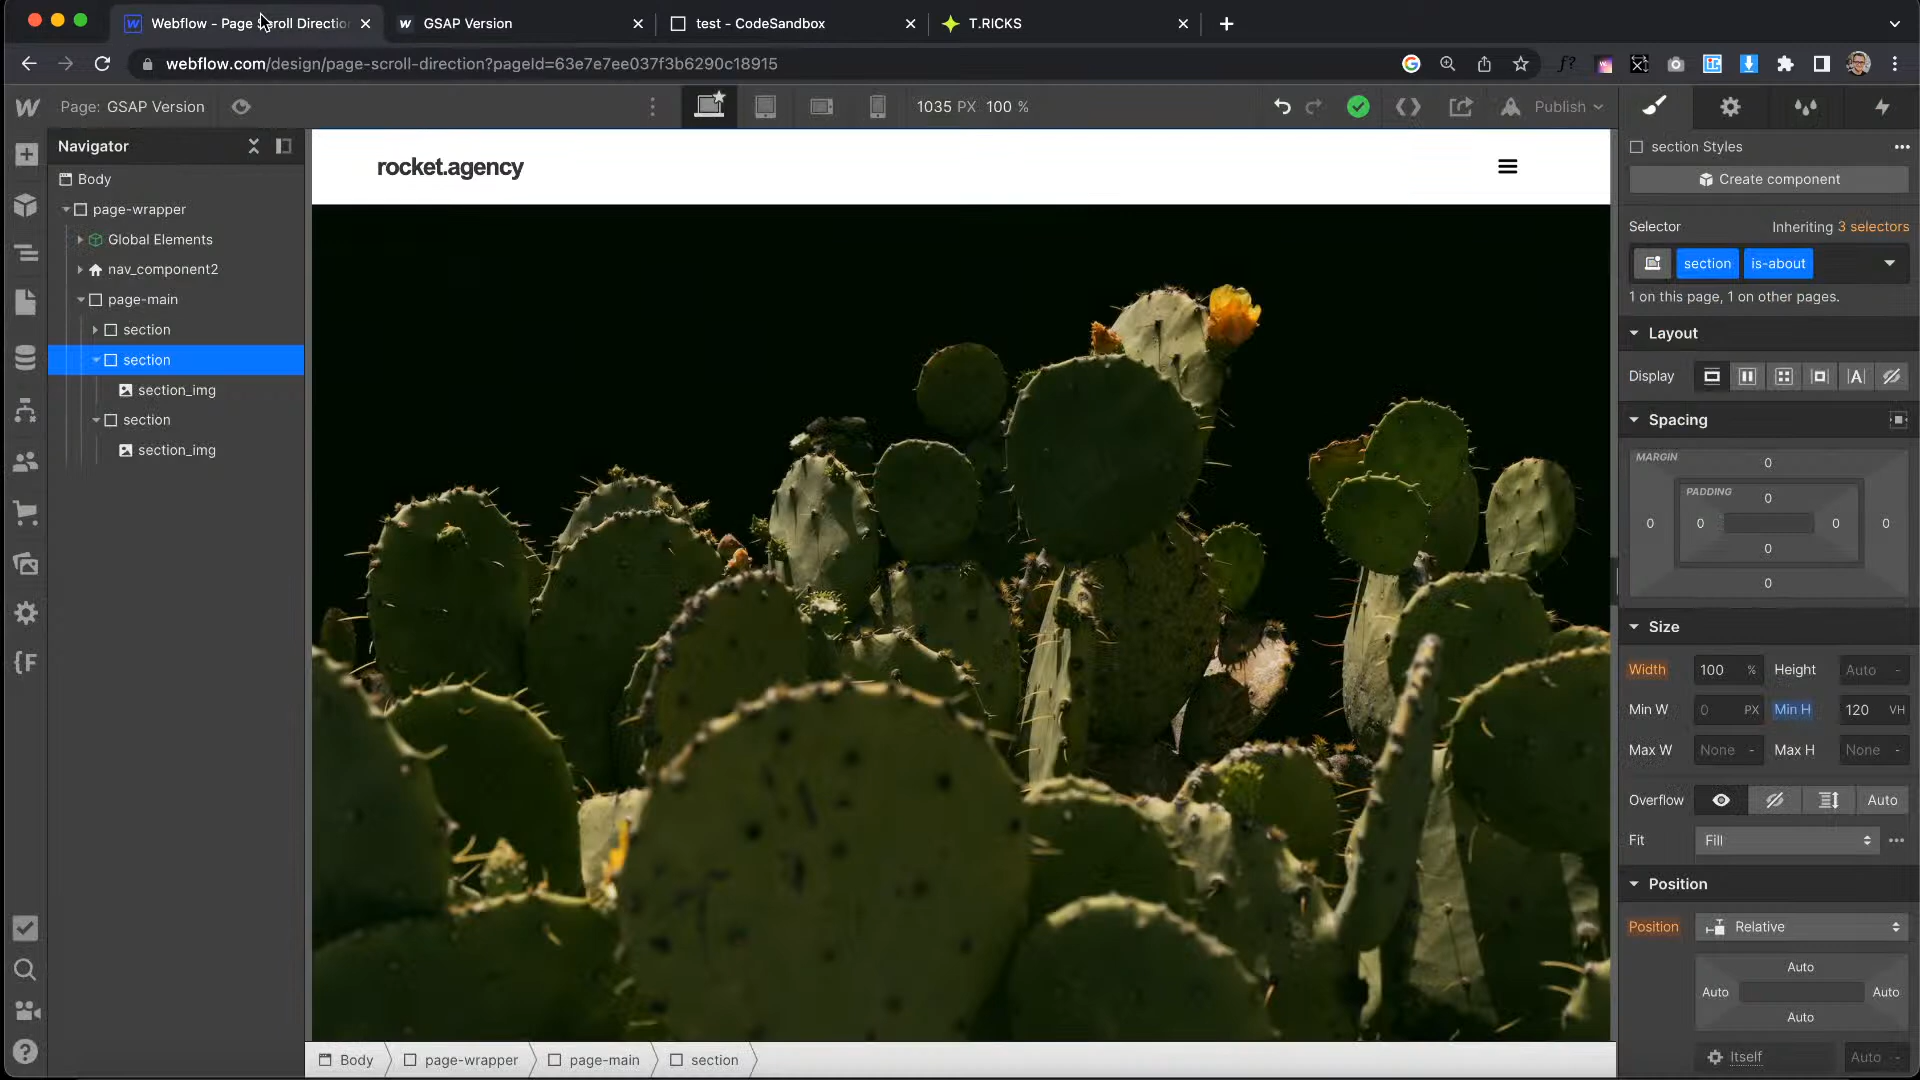 Webflow - Page Scroll Directio
GSAP Version
test - CodeSandbox
T.RICKS
webflow.com/design/page-scroll-direction?pageId=63e7e7ee037f3b6290c18915
f?
Page: GSAP Version
1035 PX 100 %
Publish
Navigator
Body
page-wrapper
Global Elements
nav_component2
page-main
section
section
section_img
section
section_img
rocket.agency
section Styles
Create component
Selector
Inheriting 3 selectors
section
is-about
1 on this page, 1 on other pages.
Layout
Display
Spacing
MARGIN
0
PADDING
0
0
0
0
0
0
0
Size
Width
100 %
Height
Auto -
Min W
0 PX
Min H
120 VH
Max W
None -
Max H
None -
Overflow
Auto
Fit
Fill
Position
Position
Relative
Auto
Auto
Auto
Auto
Itself
Auto -
Body
page-wrapper
page-main
section